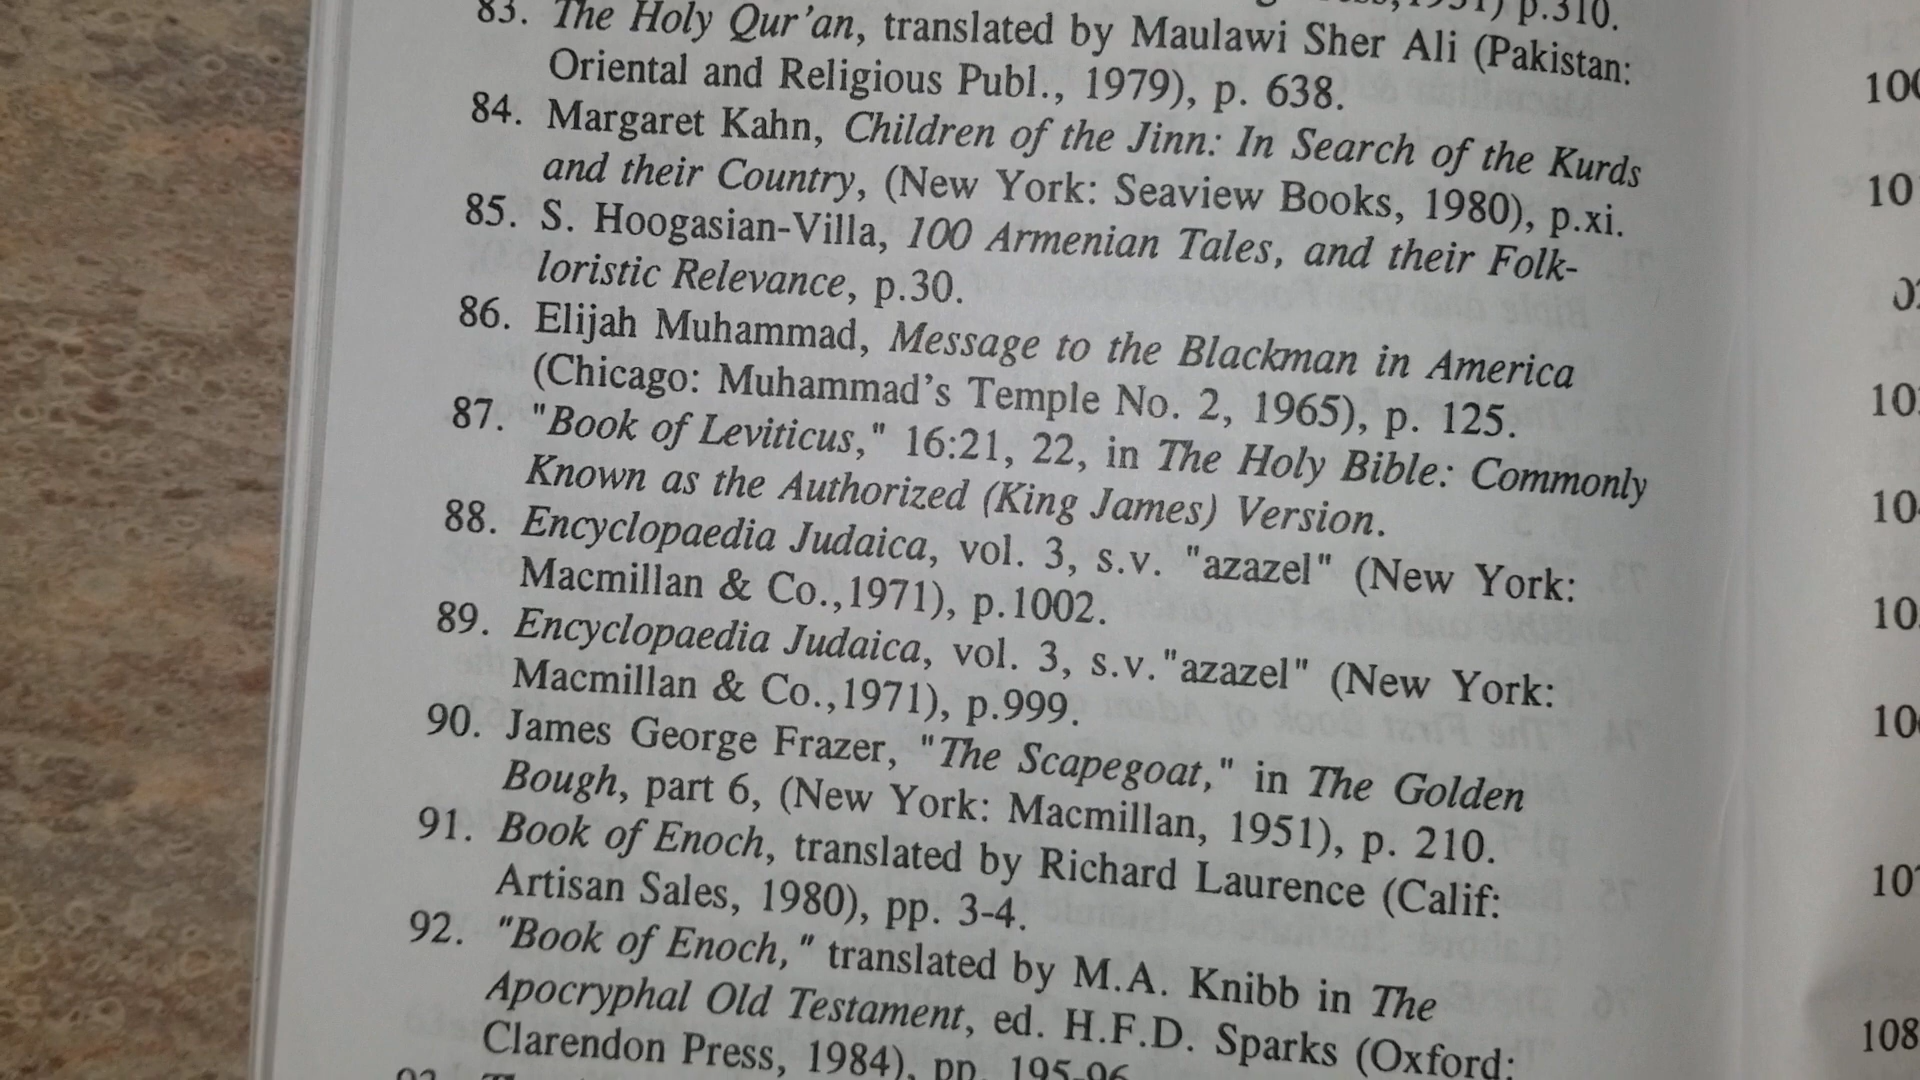 p.310.
83. The Holy Qur'an, translated by Maulawi Sher Ali (Pakistan:
Oriental and Religious Publ., 1979), p. 638.
84. Margaret Kahn, Children of the Jinn: In Search of the Kurds
and their Country, (New York: Seaview Books, 1980), p.xi.
85. S. Hoogasian-Villa, 100 Armenian Tales, and their Folk-
loristic Relevance, p.30.
86. Elijah Muhammad, Message to the Blackman in America
(Chicago: Muhammad's Temple No. 2, 1965), p. 125.
87. "Book of Leviticus," 16:21, 22, in The Holy Bible: Commonly
Known as the Authorized (King James) Version.
88. Encyclopaedia Judaica, vol. 3, s.v. "azazel" (New York:
Macmillan & Co.,1971), p.1002.
89. Encyclopaedia Judaica, vol. 3, s.v."azazel" (New York:
Macmillan & Co.,1971), p.999.
90. James George Frazer, "The Scapegoat," in The Golden
Bough, part 6, (New York: Macmillan, 1951), p. 210.
91. Book of Enoch, translated by Richard Laurence (Calif:
Artisan Sales, 1980), pp. 3-4.
92. "Book of Enoch," translated by M.A. Knibb in The
Apocryphal Old Testament, ed. H.F.D. Sparks (Oxford:
Clarendon Press, 1984), pp. 195-96.
108